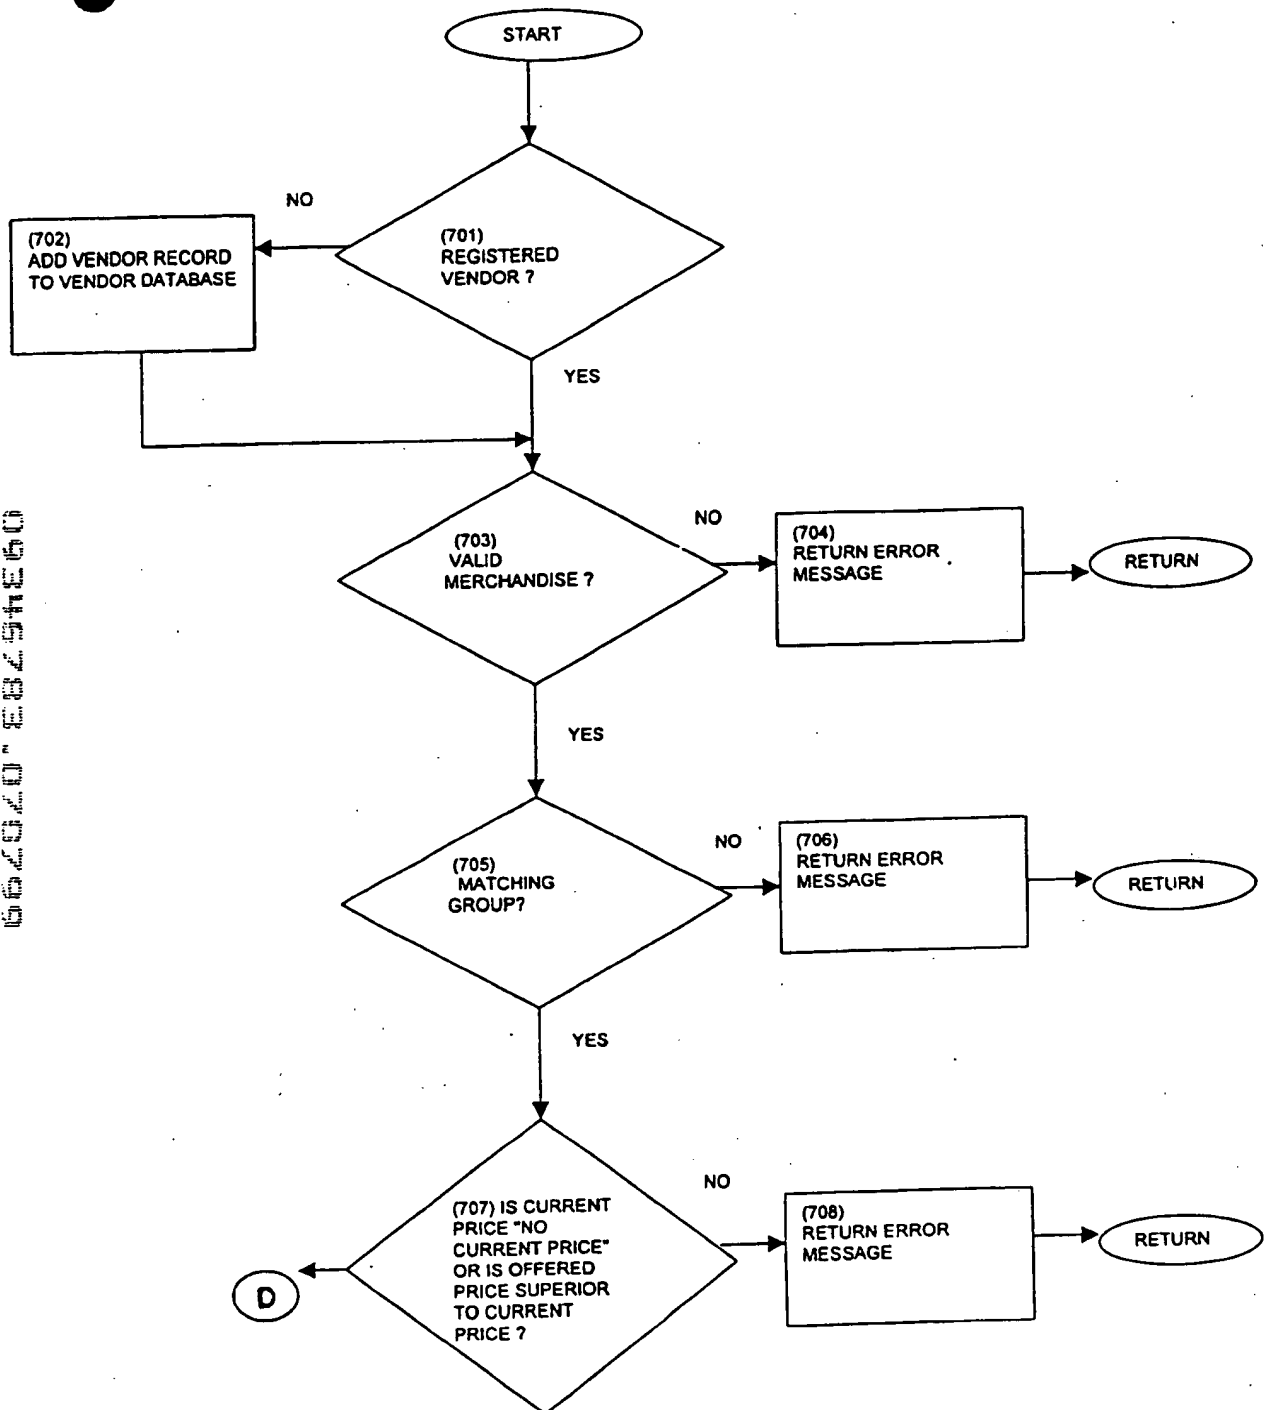 START
NO
(701)
REGISTERED
VENDOR ?
(702)
ADD VENDOR RECORD
TO VENDOR DATABASE
YES
(703)
VALID
MERCHANDISE ?
NO
(704)
RETURN ERROR
MESSAGE
RETURN
YES
(705)
MATCHING
GROUP?
NO
(706)
RETURN ERROR
MESSAGE
RETURN
YES
(707) IS CURRENT
PRICE "NO
CURRENT PRICE"
OR IS OFFERED
PRICE SUPERIOR
TO CURRENT
PRICE ?
NO
(708)
RETURN ERROR
MESSAGE
RETURN
D
09345783.070799